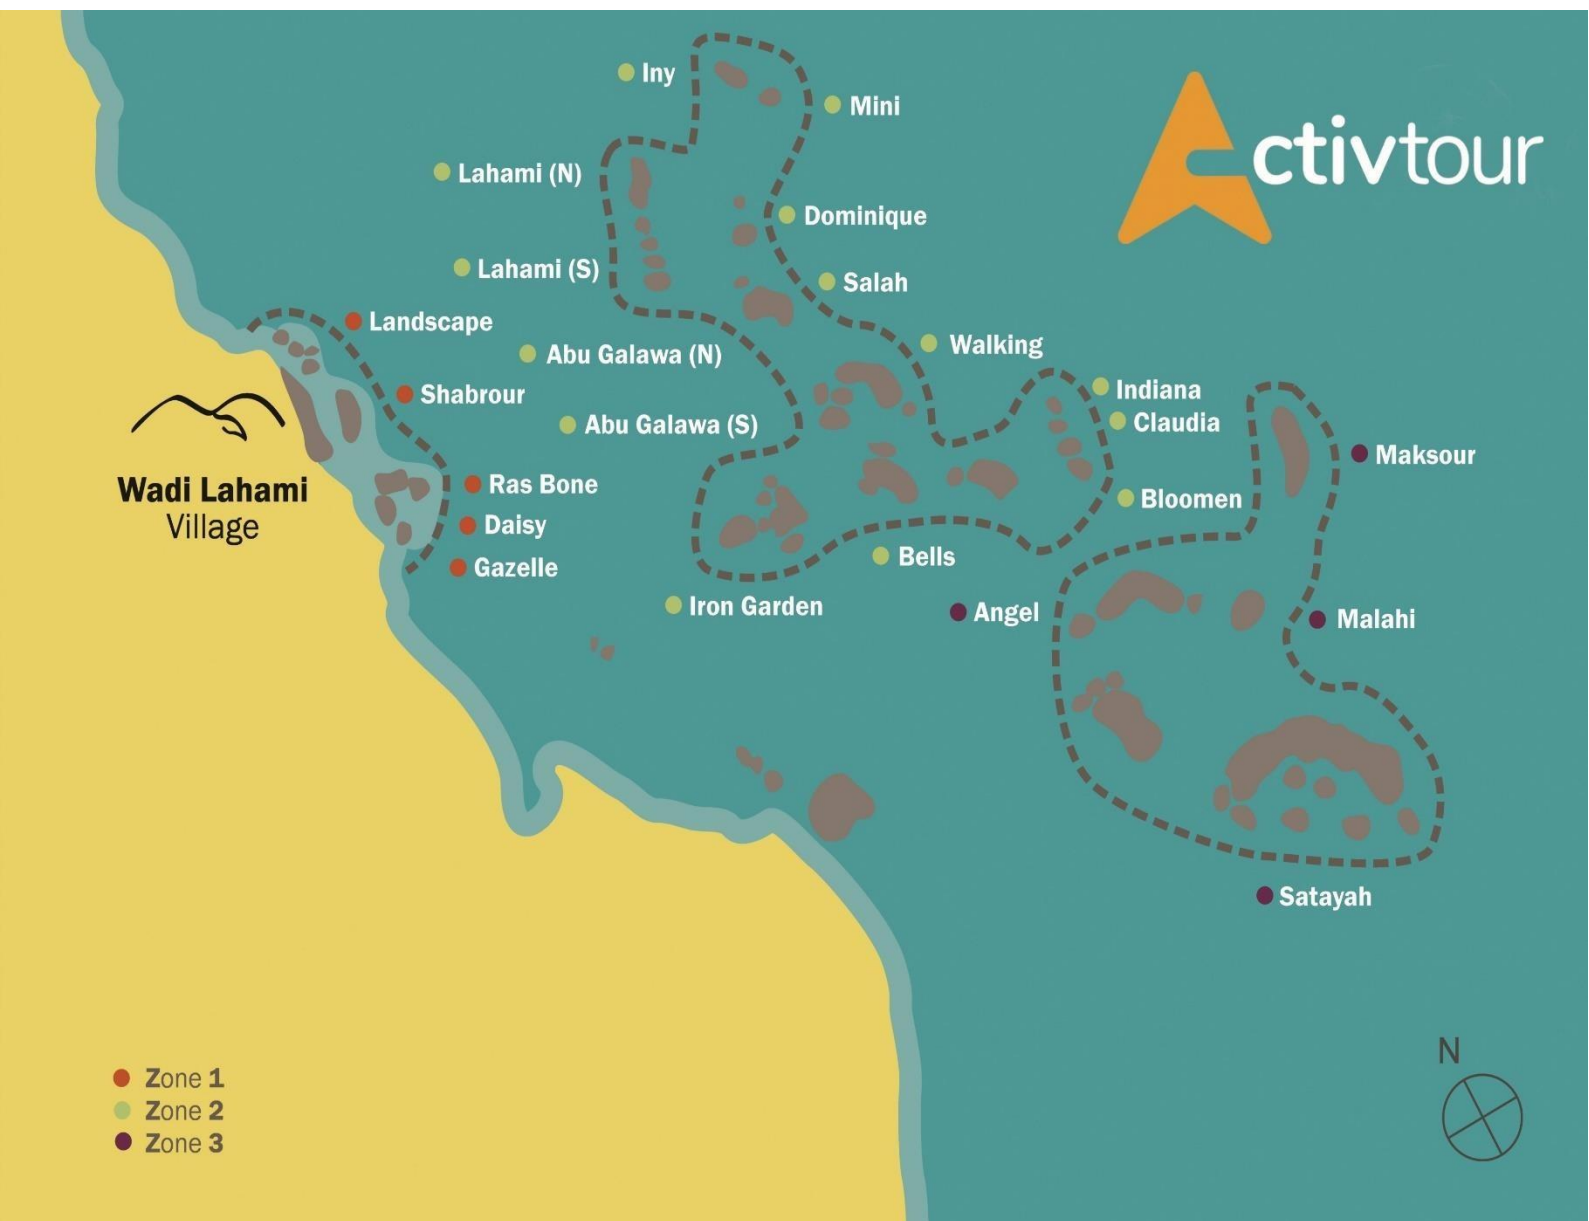 Iny
Mini
ctivtour
Lahami (N)
Dominique
Lahami (S)
Salah
Landscape
Abu Galawa (N)
Walking
Shabrour
Indiana
Abu Galawa (S)
Claudia
Maksour
Wadi Lahami
Village
Ras Bone
Bloomen
Daisy
Bells
Gazelle
Iron Garden
Angel
Malahi
Satayah
N
Zone 1
Zone 2
Zone 3